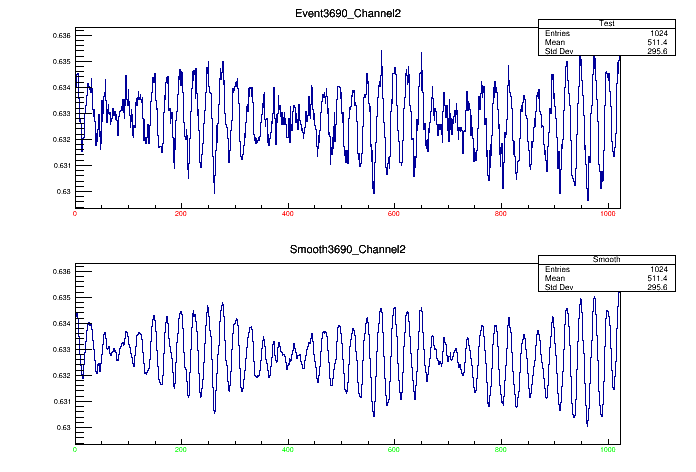 Event3690_Channel2
Test
Entries 1024
Mean 511.4
Std Dev 295.6
0.636
0.635
0.634
0.633
0.632
0.631
0.63
0 200 400 600 800 1000
Smooth3690_Channel2
Smooth
Entries 1024
Mean 511.4
Std Dev 295.6
0.636
0.635
0.634
0.633
0.632
0.631
0.63
0 200 400 600 800 1000